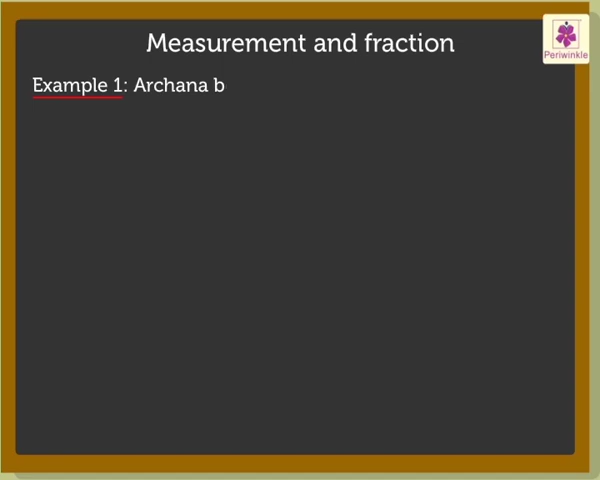 Measurement and fraction
Periwinkle
Example 1: Archana b